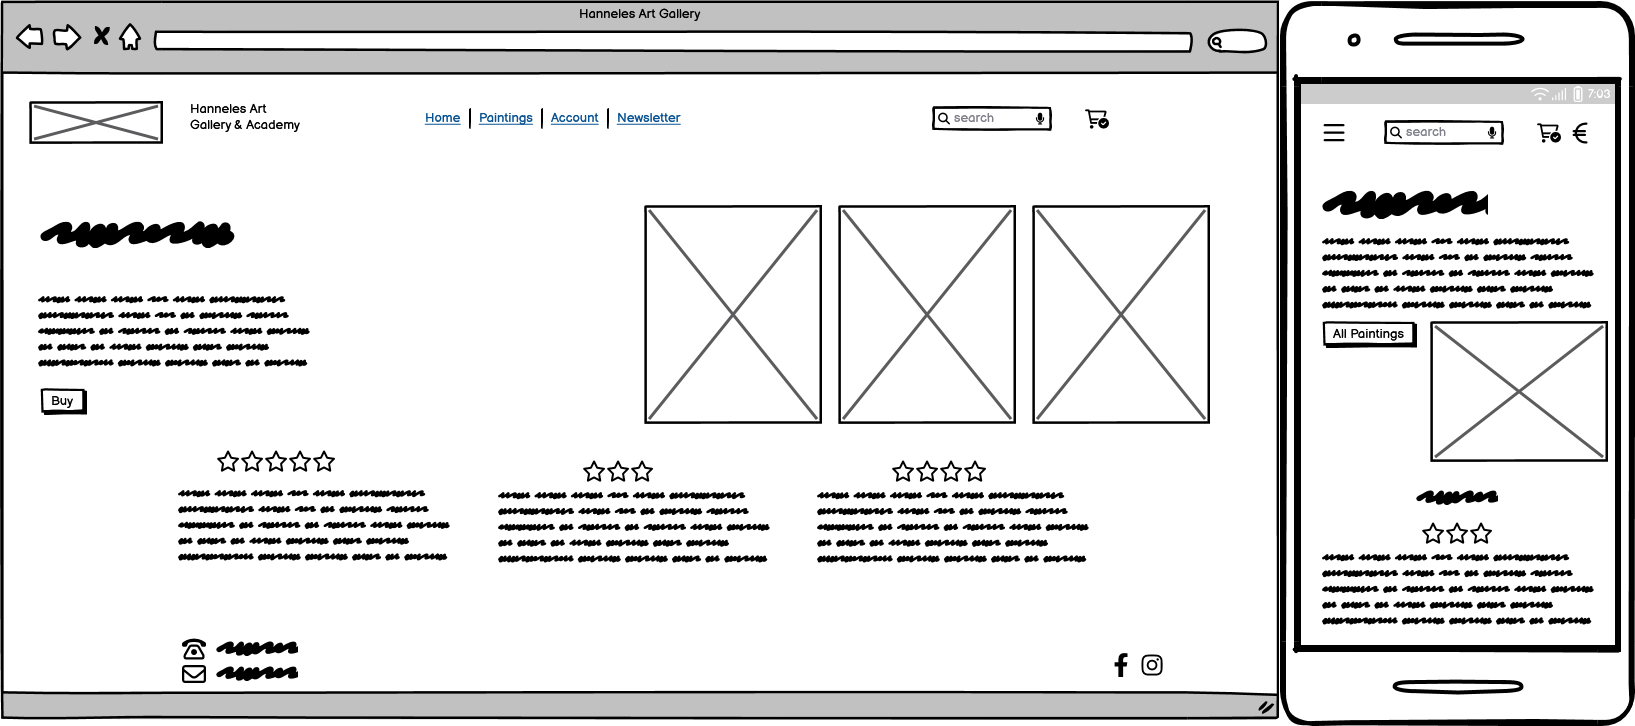 Hanneles Art Gallery
Hanneles Art
Gallery & Academy
Home Paintings Account Newsletter
search
Buy
7:03
search
€
All Paintings